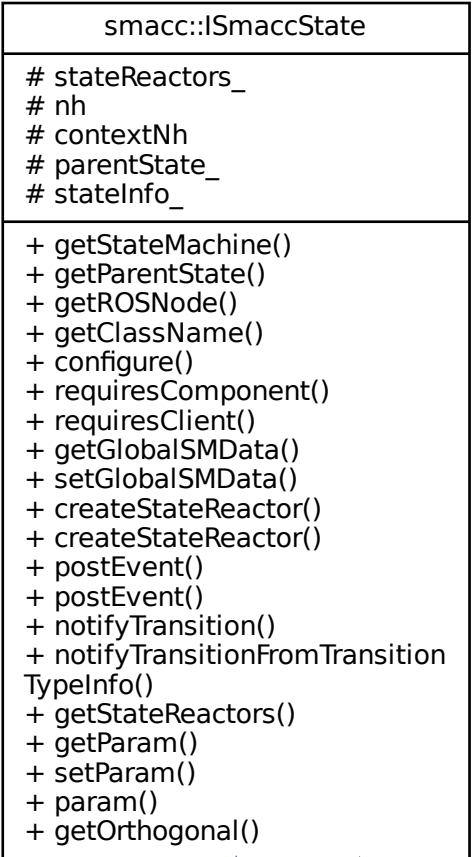 smacc::ISmaccState
# stateReactors_
# nh
# contextNh
# parentState_
# stateInfo_
+ getStateMachine()
+ getParentState()
+ getROSNode()
+ getClassName()
+ configure()
+ requiresComponent()
+ requiresClient()
+ getGlobalSMData()
+ setGlobalSMData()
+ createStateReactor()
+ createStateReactor()
+ postEvent()
+ postEvent()
+ notifyTransition()
+ notifyTransitionFromTransition
TypeInfo()
+ getStateReactors()
+ getParam()
+ setParam()
+ param()
+ getOrthogonal()